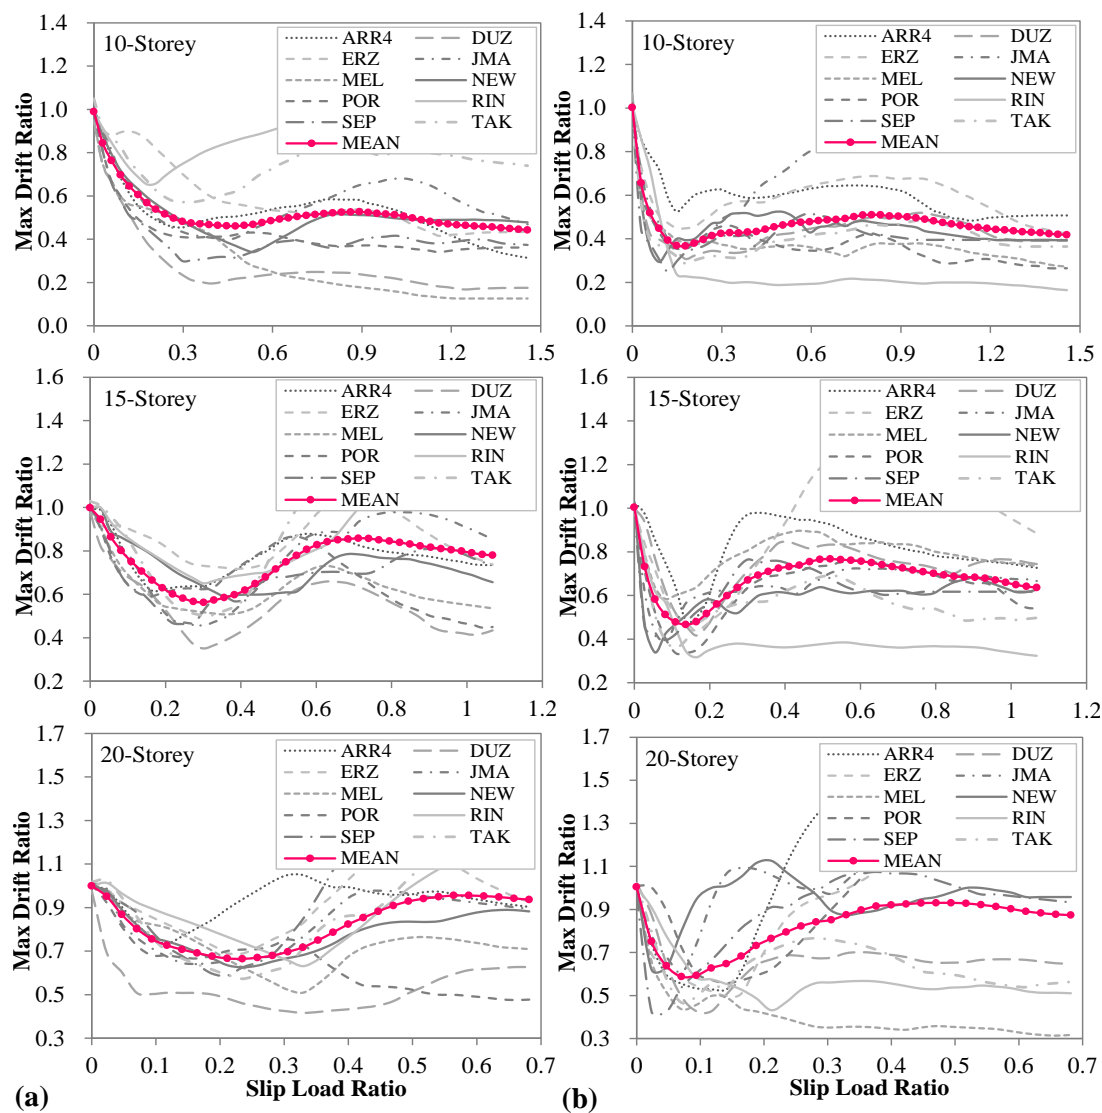 10-Storey
Max Drift Ratio
1.4
1.2
1.0
0.8
0.6
0.4
0.2
0.0
0 0.3 0.6 0.9 1.2 1.5
ARR4 DUZ
ERZ JMA
MEL NEW
POR RIN
SEP TAK
MEAN
10-Storey
Max Drift Ratio
1.4
1.2
1.0
0.8
0.6
0.4
0.2
0.0
0 0.3 0.6 0.9 1.2 1.5
ARR4 DUZ
ERZ JMA
MEL NEW
POR RIN
SEP TAK
MEAN
15-Storey
Max Drift Ratio
1.6
1.4
1.2
1.0
0.8
0.6
0.4
0.2
0 0.2 0.4 0.6 0.8 1 1.2
ARR4 DUZ
ERZ JMA
MEL NEW
POR RIN
SEP TAK
MEAN
15-Storey
Max Drift Ratio
1.6
1.4
1.2
1.0
0.8
0.6
0.4
0.2
0 0.2 0.4 0.6 0.8 1 1.2
ARR4 DUZ
ERZ JMA
MEL NEW
POR RIN
SEP TAK
MEAN
20-Storey
Max Drift Ratio
1.7
1.5
1.3
1.1
0.9
0.7
0.5
0.3
0 0.1 0.2 0.3 0.4 0.5 0.6 0.7
ARR4 DUZ
ERZ JMA
MEL NEW
POR RIN
SEP TAK
MEAN
Slip Load Ratio
(a)
20-Storey
Max Drift Ratio
1.7
1.5
1.3
1.1
0.9
0.7
0.5
0.3
0 0.1 0.2 0.3 0.4 0.5 0.6 0.7
ARR4 DUZ
ERZ JMA
MEL NEW
POR RIN
SEP TAK
MEAN
Slip Load Ratio
(b)